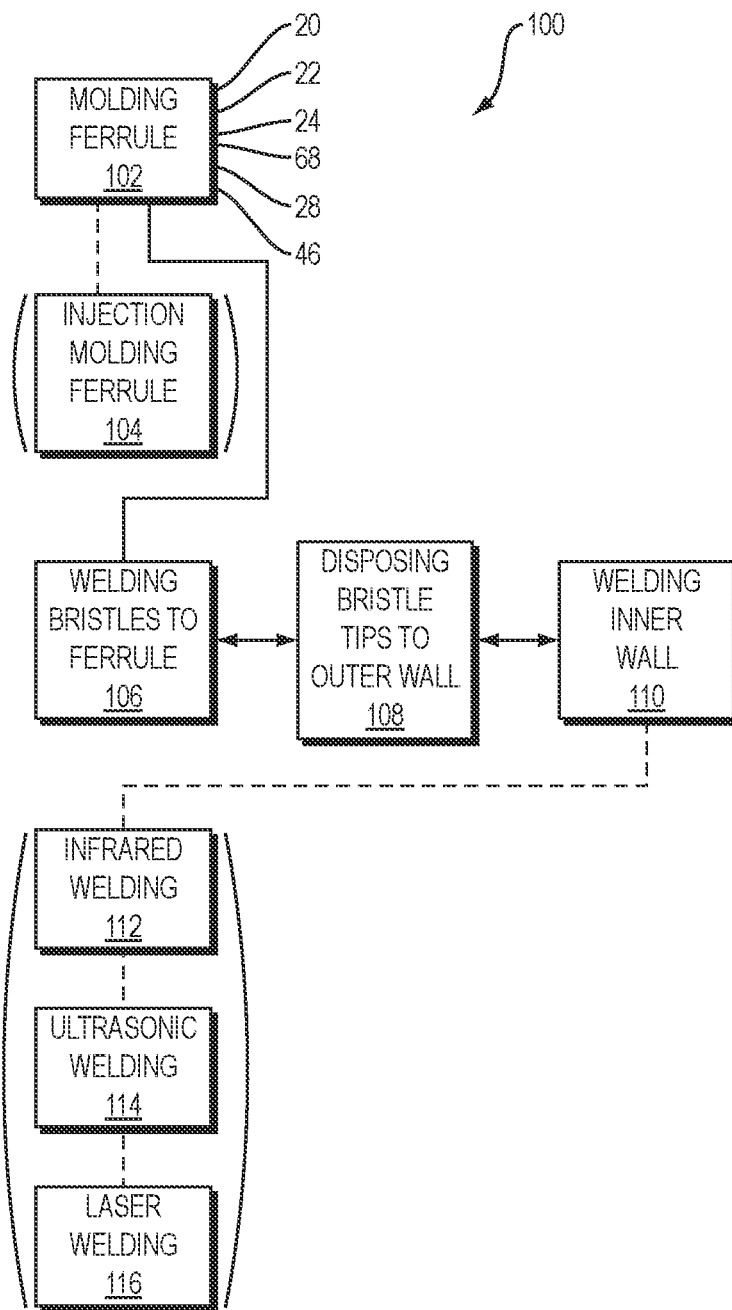 20
100
MOLDING
FERRULE
102
22
24
68
28
46
INJECTION
MOLDING
FERRULE
104
WELDING
BRISTLES TO
FERRULE
106
DISPOSING
BRISTLE
TIPS TO
OUTER WALL
108
WELDING
INNER
WALL
110
INFRARED
WELDING
112
ULTRASONIC
WELDING
114
LASER
WELDING
116